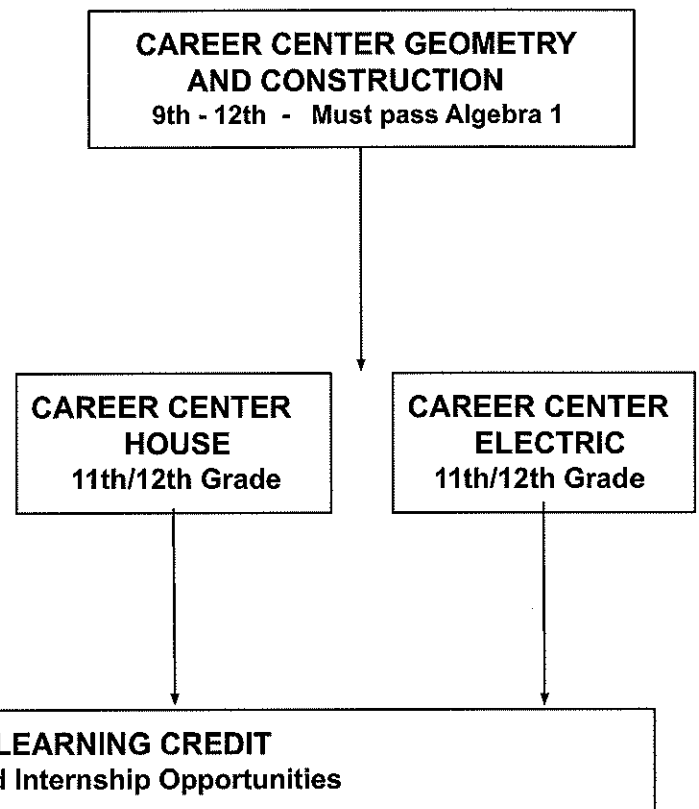 CAREER CENTER GEOMETRY
AND CONSTRUCTION
9th - 12th - Must pass Algebra 1
CAREER CENTER
HOUSE
11th/12th Grade
CAREER CENTER
ELECTRIC
11th/12th Grade
LEARNING CREDIT
Internship Opportunities